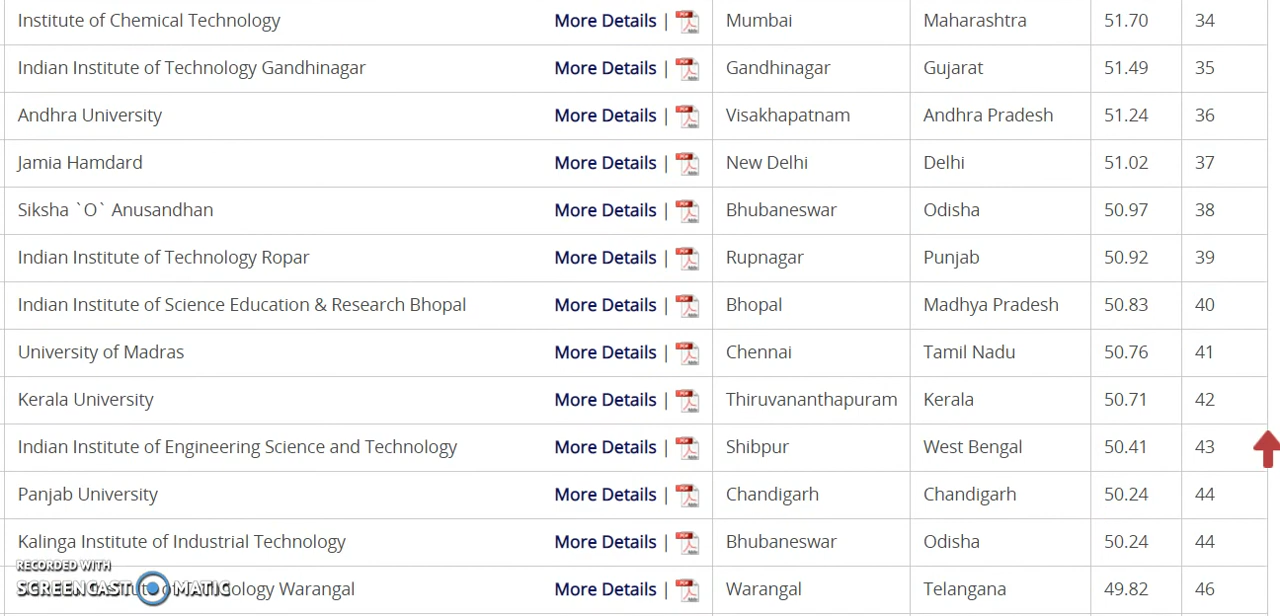 Institute of Chemical Technology More Details | Mumbai Maharashtra 51.70 34
Indian Institute of Technology Gandhinagar More Details | Gandhinagar Gujarat 51.49 35
Andhra University More Details | Visakhapatnam Andhra Pradesh 51.24 36
Jamia Hamdard More Details | New Delhi Delhi 51.02 37
Siksha `O` Anusandhan More Details | Bhubaneswar Odisha 50.97 38
Indian Institute of Technology Ropar More Details | Rupnagar Punjab 50.92 39
Indian Institute of Science Education & Research Bhopal More Details | Bhopal Madhya Pradesh 50.83 40
University of Madras More Details | Chennai Tamil Nadu 50.76 41
Kerala University More Details | Thiruvananthapuram Kerala 50.71 42
Indian Institute of Engineering Science and Technology More Details | Shibpur West Bengal 50.41 43
Panjab University More Details | Chandigarh Chandigarh 50.24 44
Kalinga Institute of Industrial Technology More Details | Bhubaneswar Odisha 50.24 44
RECORDED WITH
SCREENCAST MATIC
Warangal More Details | Warangal Telangana 49.82 46